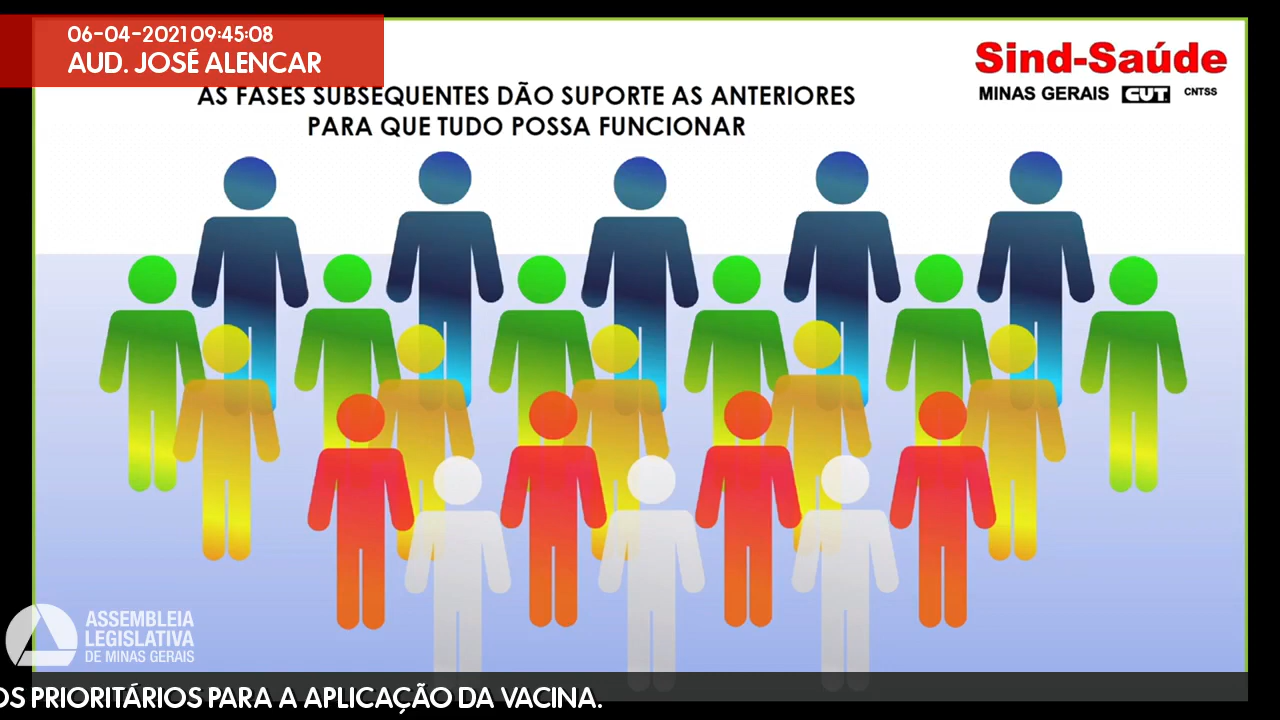 06-04-2021 09:45:08
AUD. JOSÉ ALENCAR
Sind-Saúde
MINAS GERAIS CUT CNTSS
AS FASES SUBSEQUENTES DÃO SUPORTE AS ANTERIORES
PARA QUE TUDO POSSA FUNCIONAR
ASSEMBLEIA
LEGISLATIVA
DE MINAS GERAIS
OS PRIORITÁRIOS PARA A APLICAÇÃO DA VACINA.